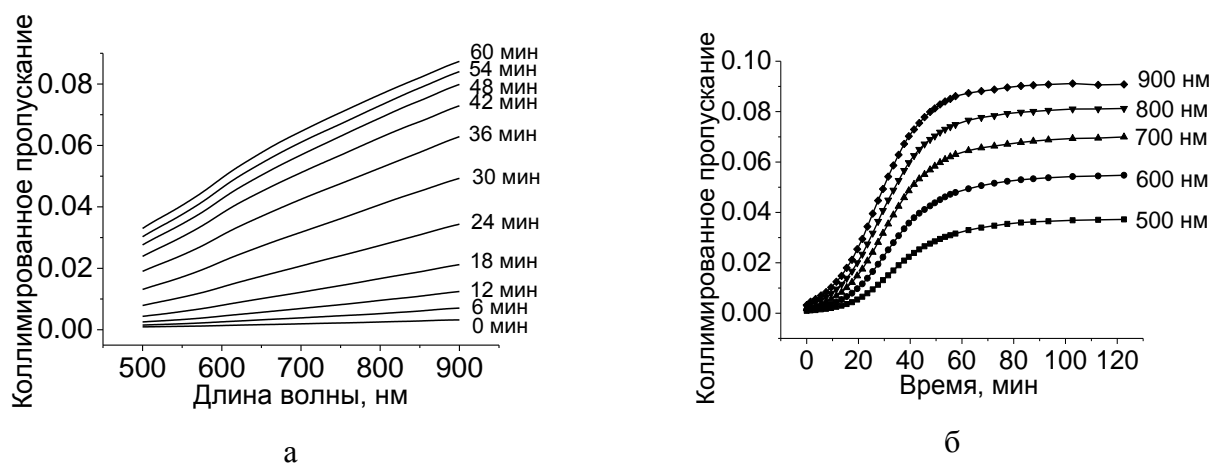 Коллимированное пропускание
0.08
0.06
0.04
0.02
0.00
60 мин
54 мин
48 мин
42 мин
36 мин
30 мин
24 мин
18 мин
12 мин
6 мин
0 мин
500 600 700 800 900
Длина волны, нм
а
Коллимированное пропускание
0.10
0.08
0.06
0.04
0.02
0.00
900 нм
800 нм
700 нм
600 нм
500 нм
0 20 40 60 80 100 120
Время, мин
б